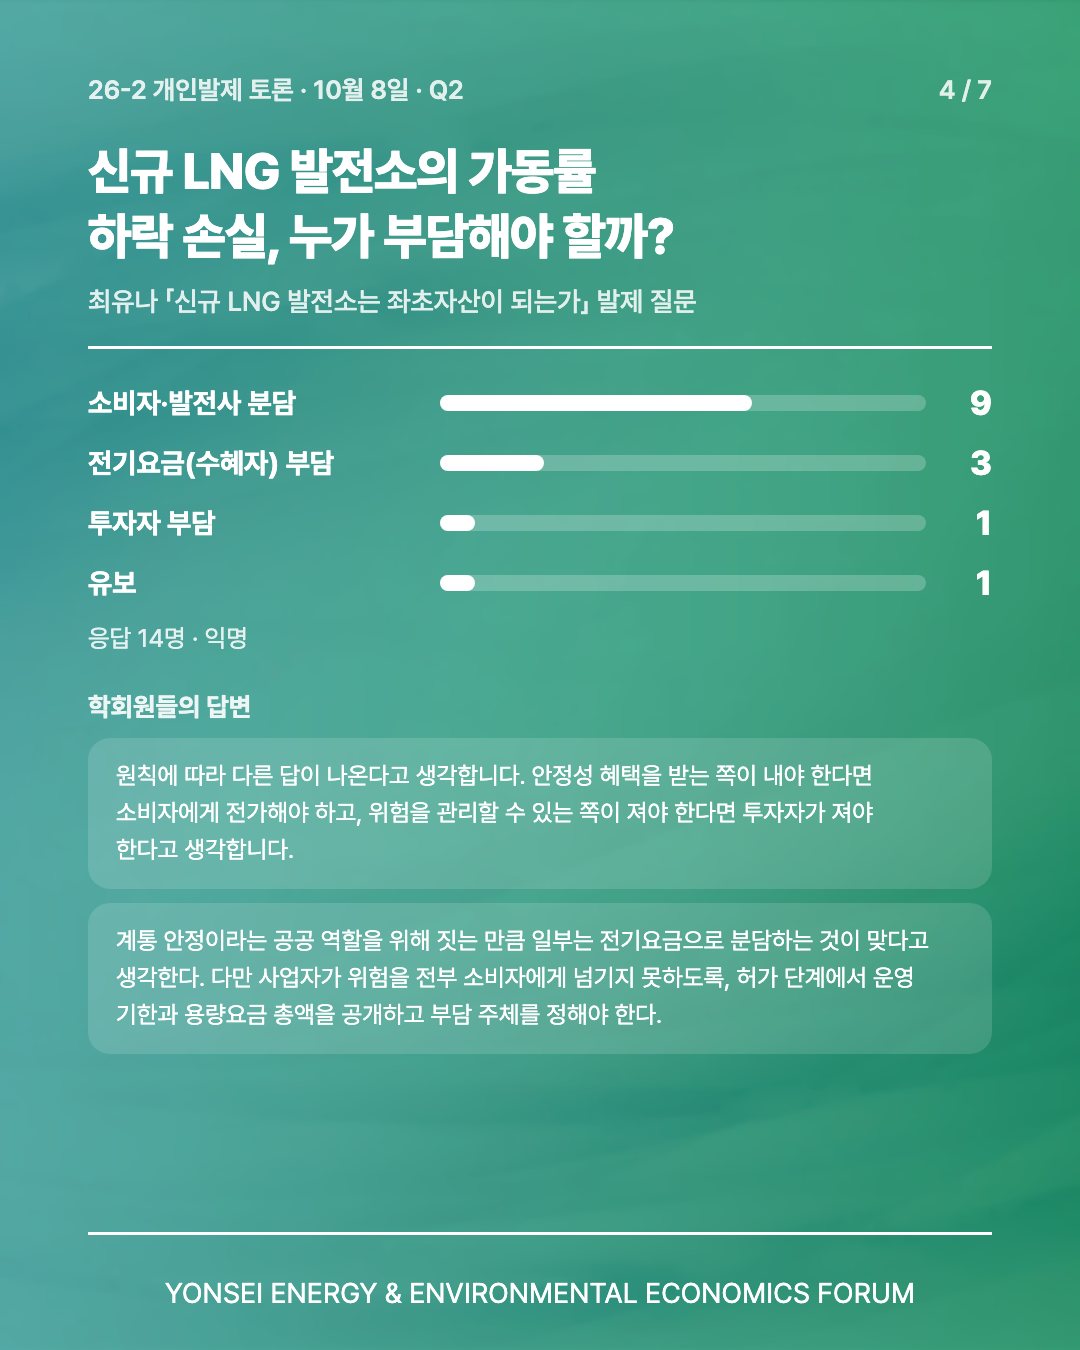 26-2 개인발제 토론 · 10월 8일 · Q2
4 / 7
신규 LNG 발전소의 가동률
하락 손실, 누가 부담해야 할까?
최유나 「신규 LNG 발전소는 좌초자산이 되는가」 발제 질문
소비자·발전사 분담 9
전기요금(수혜자) 부담 3
투자자 부담 1
유보 1
응답 14명 · 익명
학회원들의 답변
원칙에 따라 다른 답이 나온다고 생각합니다. 안정성 혜택을 받는 쪽이 내야 한다면
소비자에게 전가해야 하고, 위험을 관리할 수 있는 쪽이 져야 한다면 투자자가 져야
한다고 생각합니다.
계통 안정이라는 공공 역할을 위해 짓는 만큼 일부는 전기요금으로 분담하는 것이 맞다고
생각한다. 다만 사업자가 위험을 전부 소비자에게 넘기지 못하도록, 허가 단계에서 운영
기한과 용량요금 총액을 공개하고 부담 주체를 정해야 한다.
YONSEI ENERGY & ENVIRONMENTAL ECONOMICS FORUM